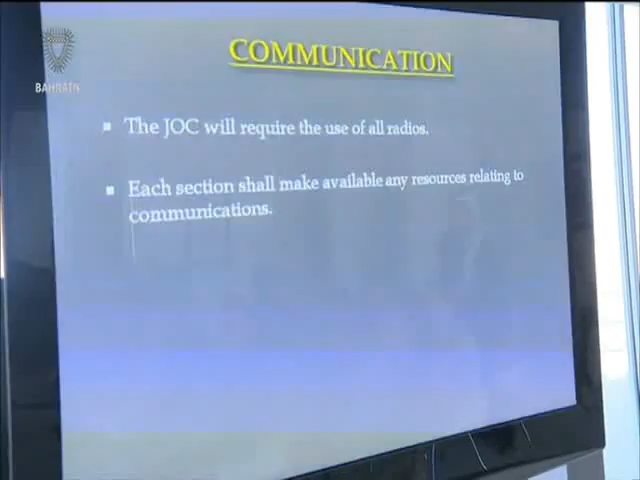 BAHRAIN
COMMUNICATION
▪ The JOC will require the use of all radios.
▪ Each section shall make available any resources relating to
communications.